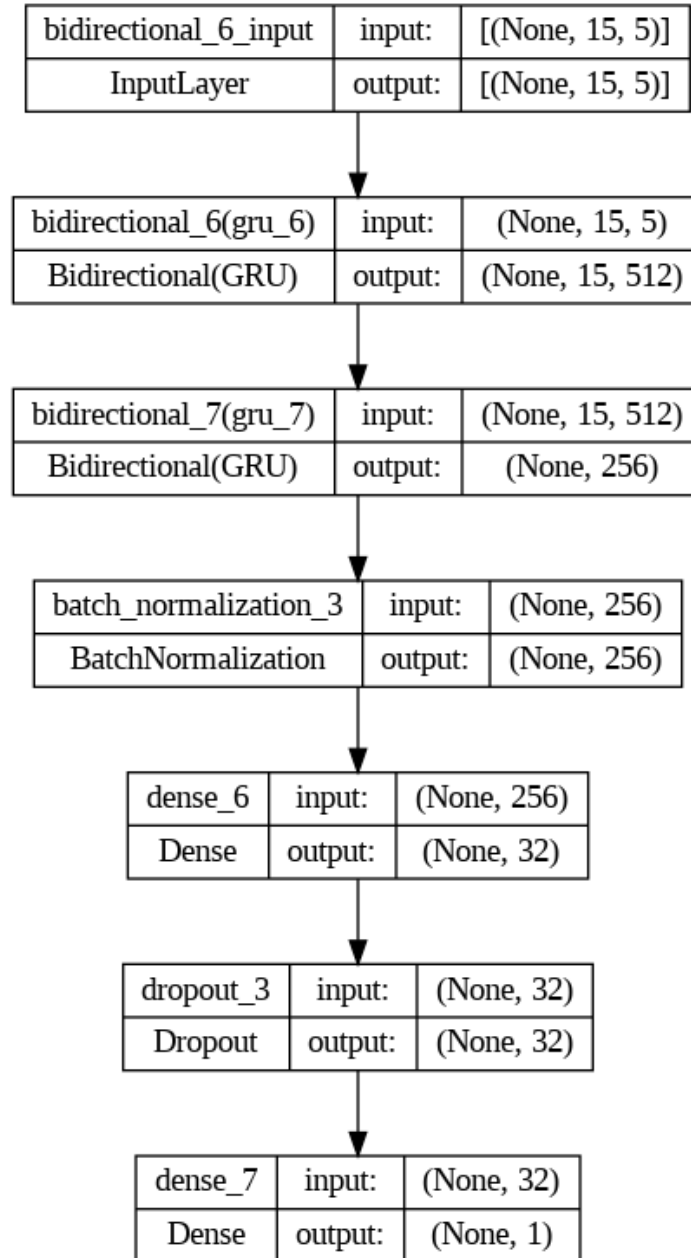 bidirectional_6_input input: [(None, 15, 5)]
InputLayer output: [(None, 15, 5)]
bidirectional_6(gru_6) input: (None, 15, 5)
Bidirectional(GRU) output: (None, 15, 512)
bidirectional_7(gru_7) input: (None, 15, 512)
Bidirectional(GRU) output: (None, 256)
batch_normalization_3 input: (None, 256)
BatchNormalization output: (None, 256)
dense_6 input: (None, 256)
Dense output: (None, 32)
dropout_3 input: (None, 32)
Dropout output: (None, 32)
dense_7 input: (None, 32)
Dense output: (None, 1)